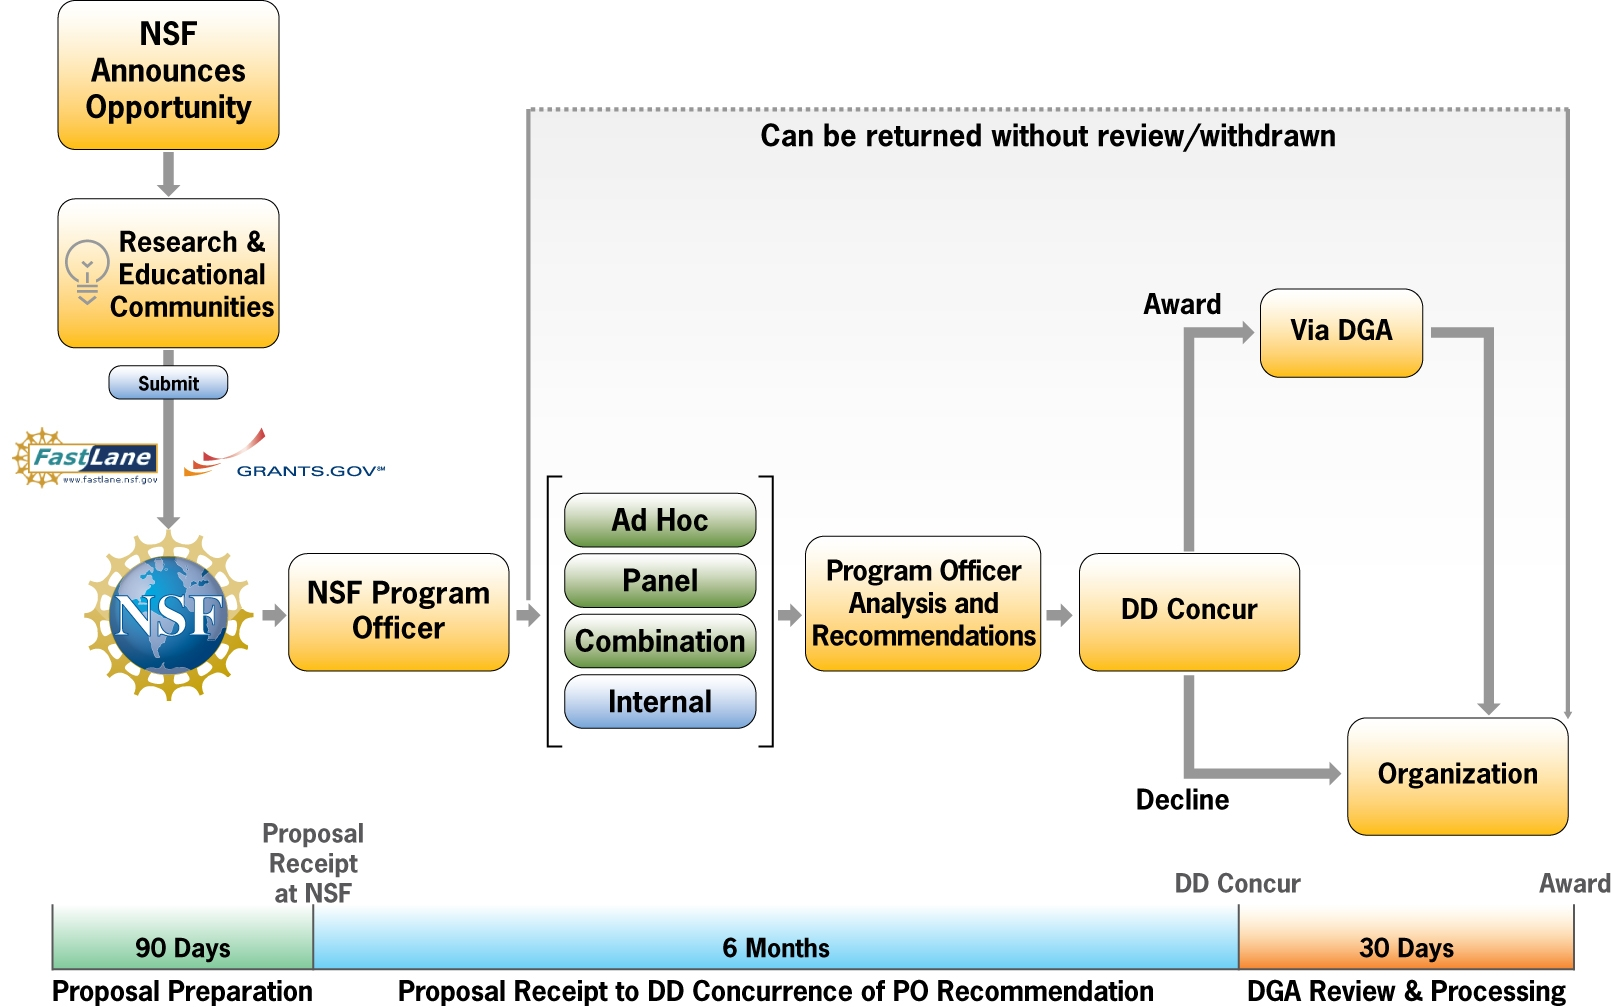 NSF
Announces
Opportunity
Can be returned without review/withdrawn
Research &
Educational
Communities
Submit
FastLane
www.fastlane.nsf.gov
GRANTS.GOV℠
NSF
NSF Program
Officer
Ad Hoc
Panel
Combination
Internal
Program Officer
Analysis and
Recommendations
DD Concur
Award
Via DGA
Decline
Organization
Proposal
Receipt
at NSF
DD Concur
Award
90 Days
6 Months
30 Days
Proposal Preparation
Proposal Receipt to DD Concurrence of PO Recommendation
DGA Review & Processing